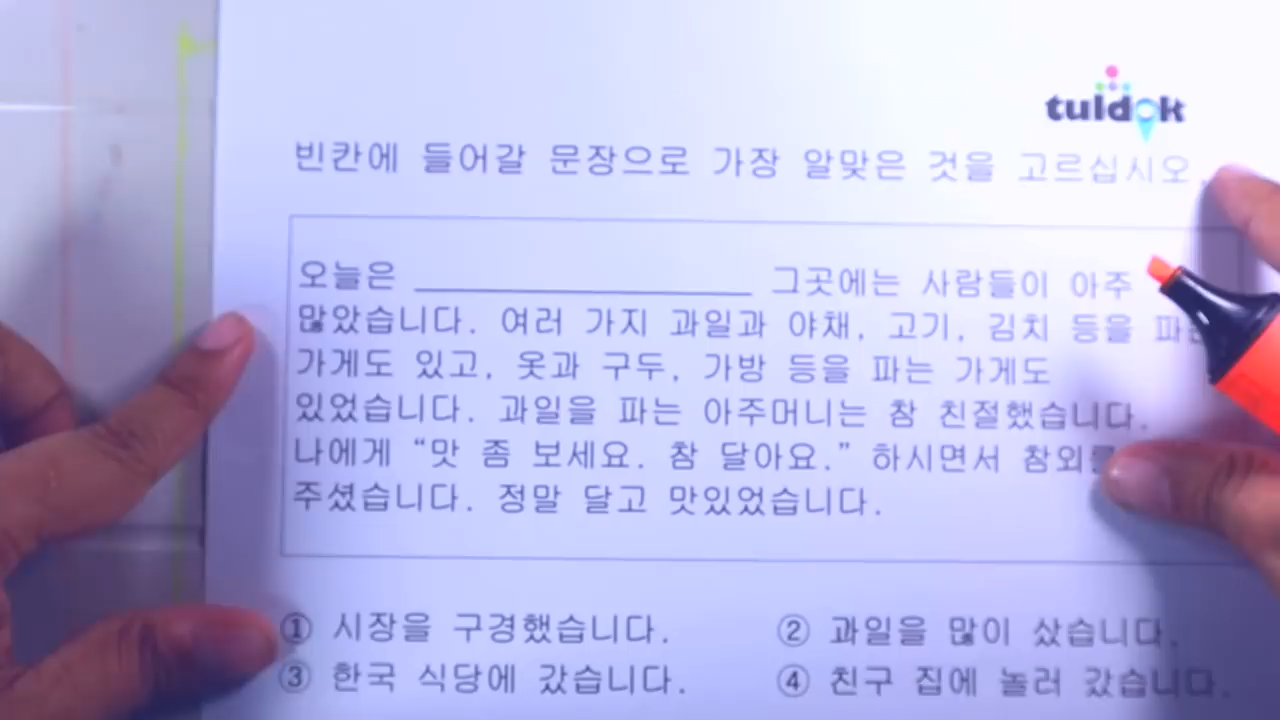 tuldok
빈칸에 들어갈 문장으로 가장 알맞은 것을 고르십시오.
오늘은 ______________ 그곳에는 사람들이 아주
많았습니다. 여러 가지 과일과 야채, 고기, 김치 등을 파는
가게도 있고, 옷과 구두, 가방 등을 파는 가게도
있었습니다. 과일을 파는 아주머니는 참 친절했습니다.
나에게 “맛 좀 보세요. 참 달아요.” 하시면서 참외를
주셨습니다. 정말 달고 맛있었습니다.
① 시장을 구경했습니다. ② 과일을 많이 샀습니다.
③ 한국 식당에 갔습니다. ④ 친구 집에 놀러 갔습니다.